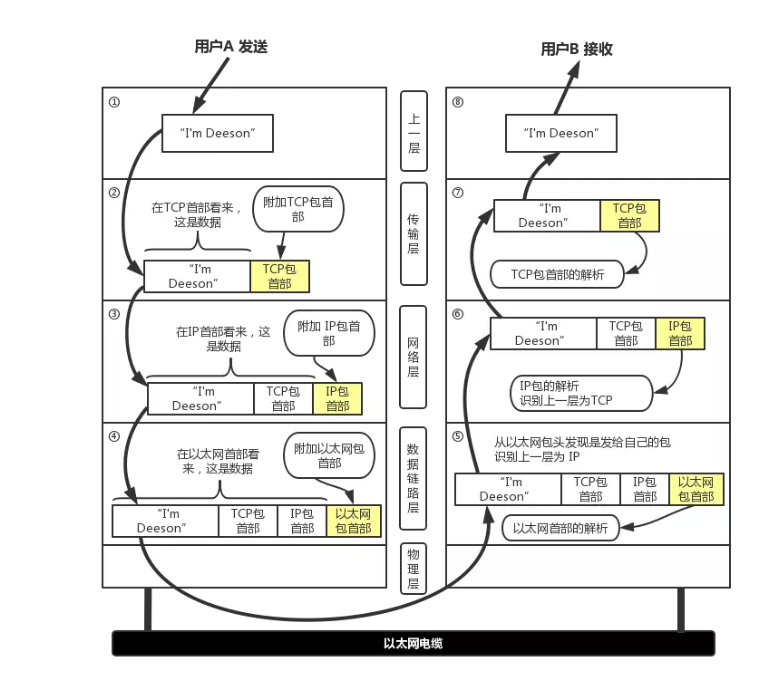 用户A 发送
用户B 接收
①
“I'm Deeson”
上
一
层
⑧
“I'm Deeson”
②
在TCP首部看来，
这是数据
附加TCP包首
部
“I'm
Deeson”
TCP包
首部
传
输
层
⑦
“I'm
Deeson”
TCP包
首部
TCP包首部的解析
③
在IP首部看来，这
是数据
附加 IP包首
部
“I'm
Deeson”
TCP包
首部
IP包
首部
网
络
层
⑥
“I'm
Deeson”
TCP包
首部
IP包
首部
IP包的解析
识别上一层为TCP
④
在以太网首部看
来，这是数据
附加以太网包
首部
“I'm
Deeson”
TCP包
首部
IP包
首部
以太网
包首部
数
据
链
路
层
⑤
从以太网包头发现是发给自己的包
识别上一层为 IP
“I'm
Deeson”
TCP包
首部
IP包
首部
以太网
包首部
以太网首部的解析
物
理
层
以太网电缆